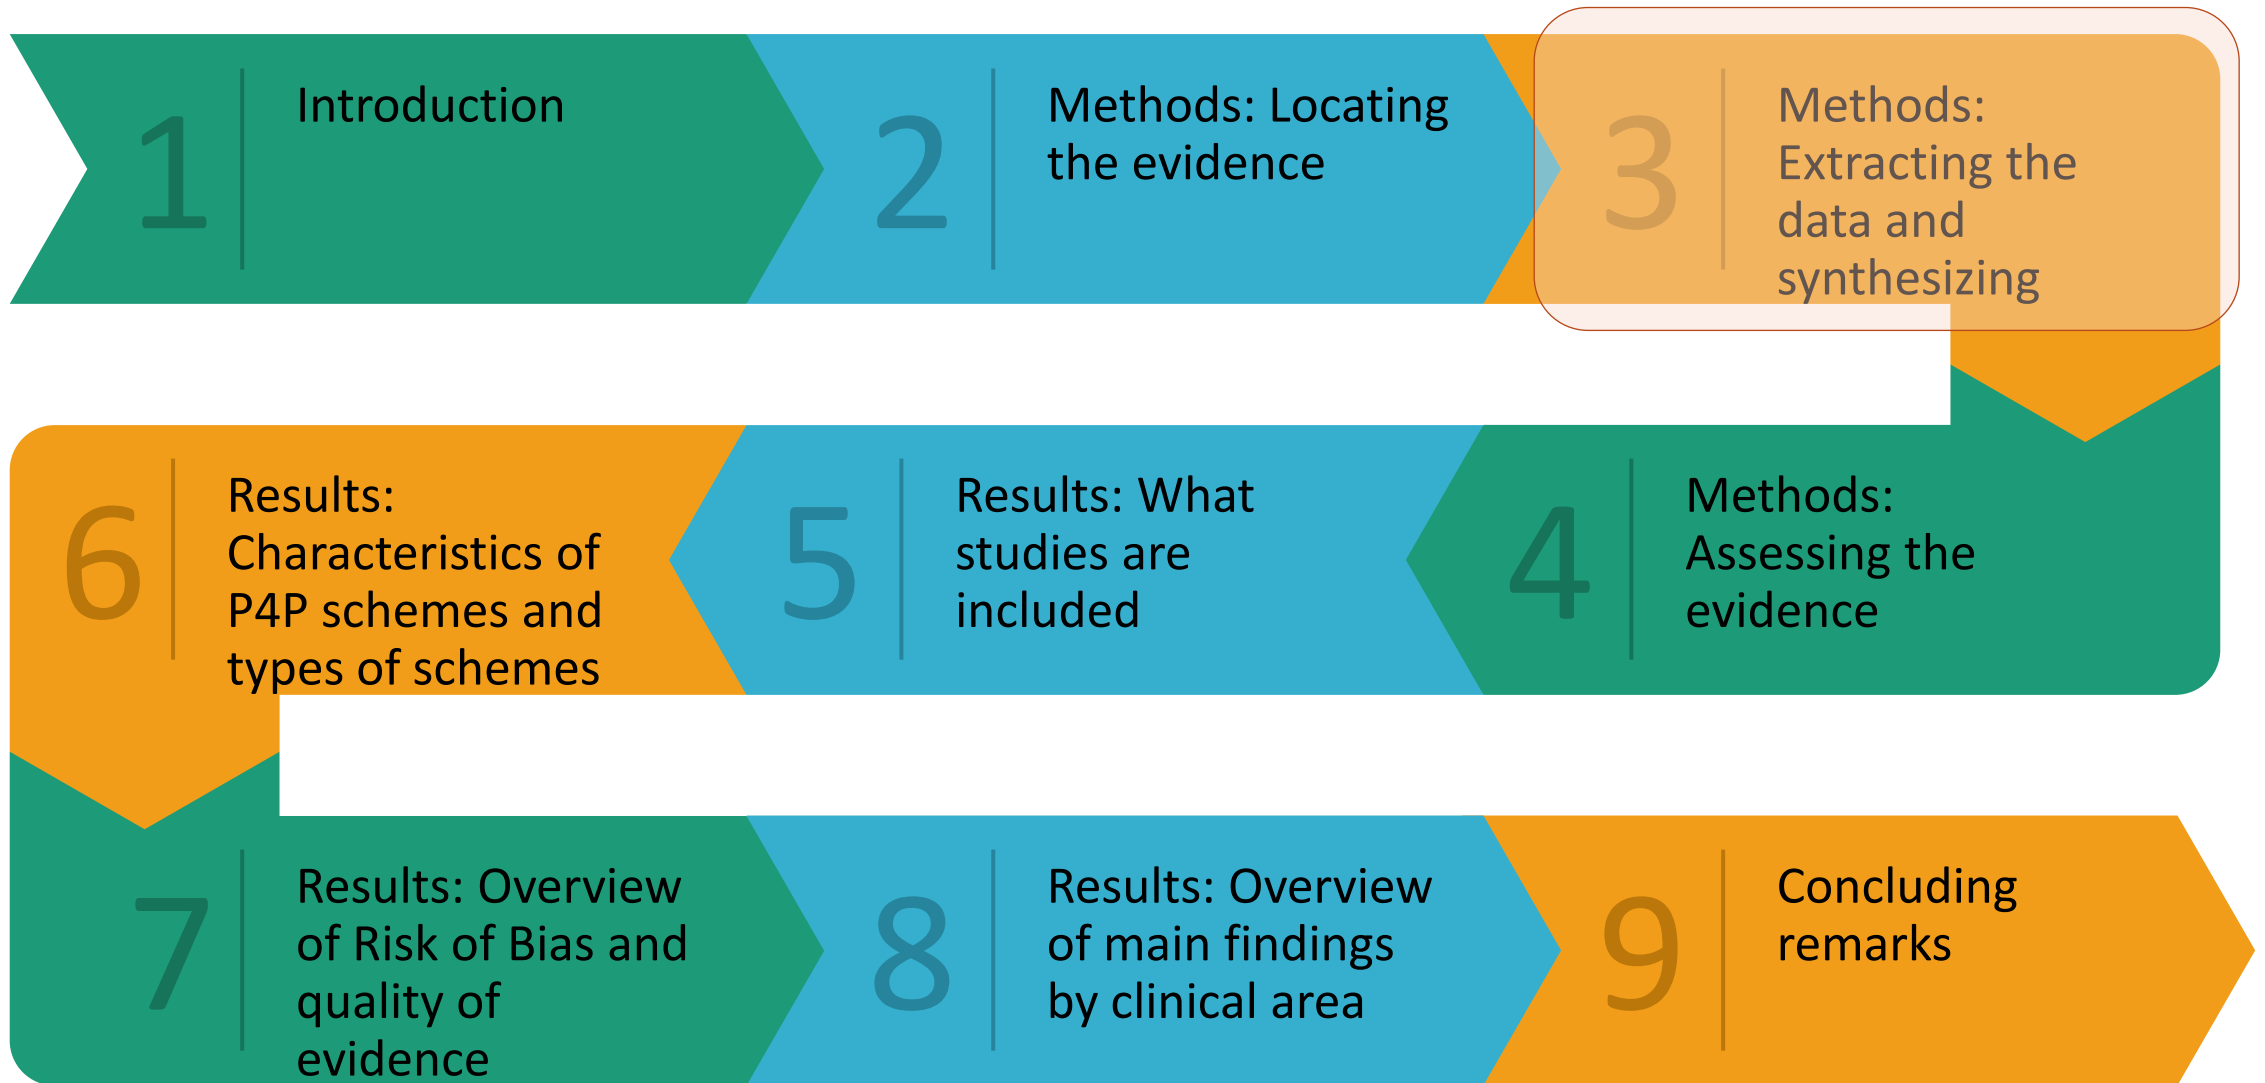 1
Introduction
2
Methods: Locating
the evidence
3
Methods:
Extracting the
data and
synthesizing
4
Methods:
Assessing the
evidence
5
Results: What
studies are
included
6
Results:
Characteristics of
P4P schemes and
types of schemes
7
Results: Overview
of Risk of Bias and
quality of
evidence
8
Results: Overview
of main findings
by clinical area
9
Concluding
remarks